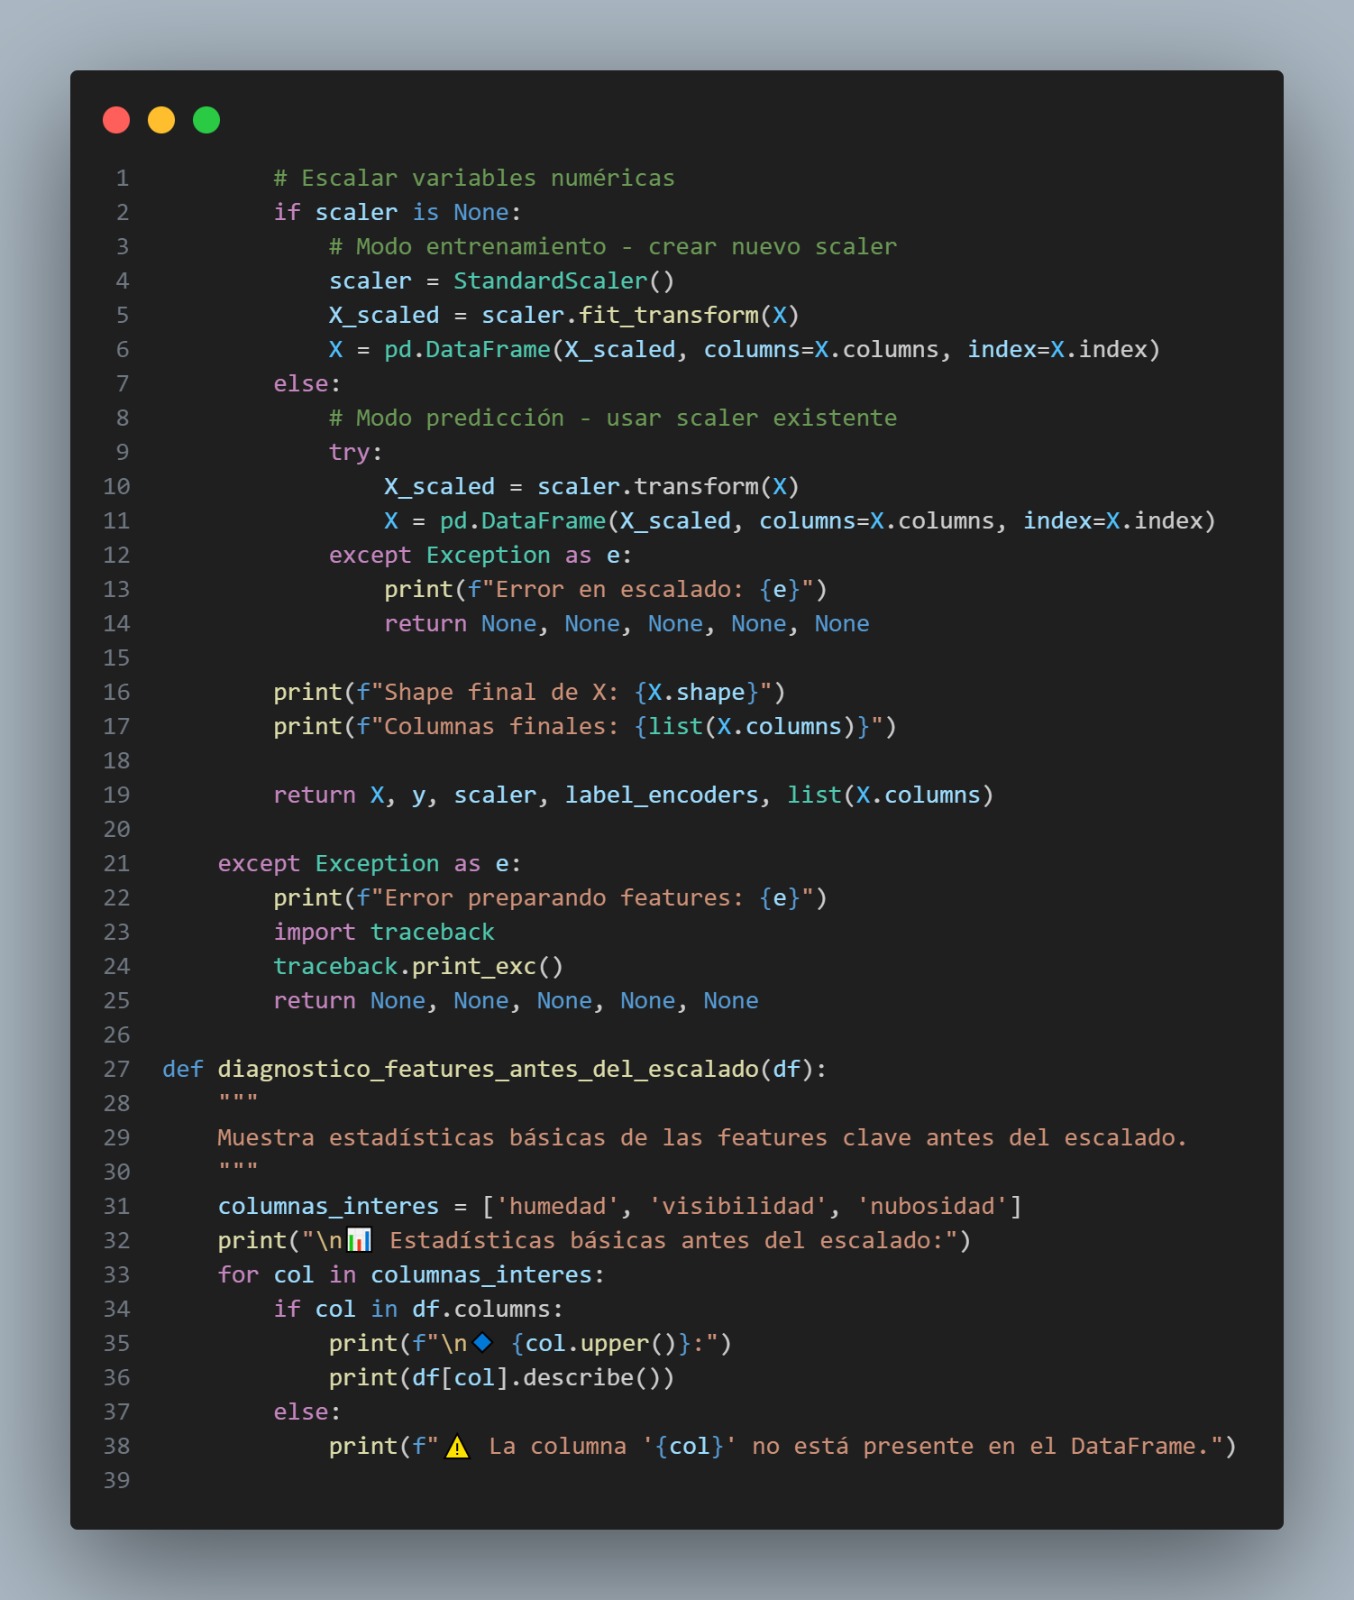 1 # Escalar variables numéricas
2 if scaler is None:
3 # Modo entrenamiento - crear nuevo scaler
4 scaler = StandardScaler()
5 X_scaled = scaler.fit_transform(X)
6 X = pd.DataFrame(X_scaled, columns=X.columns, index=X.index)
7 else:
8 # Modo predicción - usar scaler existente
9 try:
10 X_scaled = scaler.transform(X)
11 X = pd.DataFrame(X_scaled, columns=X.columns, index=X.index)
12 except Exception as e:
13 print(f"Error en escalado: {e}")
14 return None, None, None, None, None
15
16 print(f"Shape final de X: {X.shape}")
17 print(f"Columnas finales: {list(X.columns)}")
18
19 return X, y, scaler, label_encoders, list(X.columns)
20
21 except Exception as e:
22 print(f"Error preparando features: {e}")
23 import traceback
24 traceback.print_exc()
25 return None, None, None, None, None
26
27 def diagnostico_features_antes_del_escalado(df):
28 """
29 Muestra estadísticas básicas de las features clave antes del escalado.
30 """
31 columnas_interes = ['humedad', 'visibilidad', 'nubosidad']
32 print("\n📊 Estadísticas básicas antes del escalado:")
33 for col in columnas_interes:
34 if col in df.columns:
35 print(f"\n🔷 {col.upper()}:")
36 print(df[col].describe())
37 else:
38 print(f"⚠️ La columna '{col}' no está presente en el DataFrame.")
39